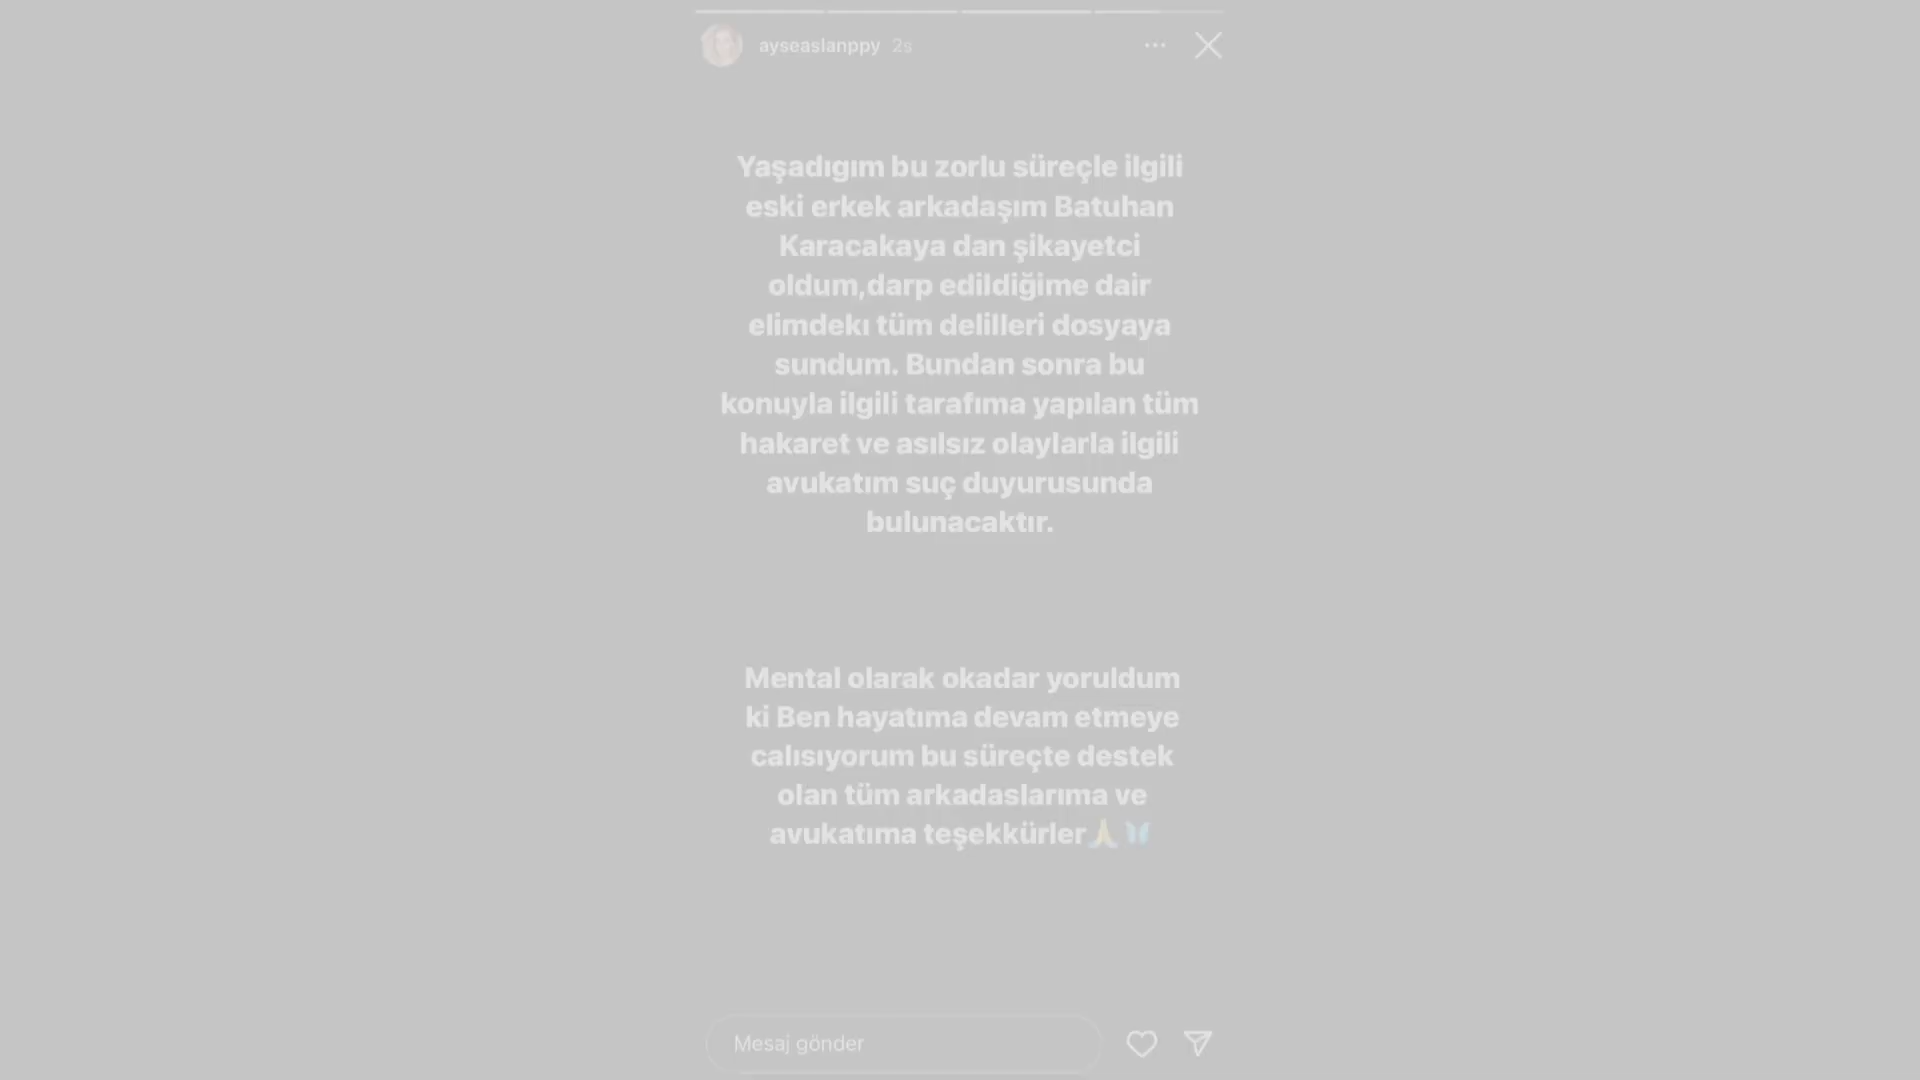 ayseaslanppy 2s
Yaşadıgım bu zorlu süreçle ilgili
eski erkek arkadaşım Batuhan
Karacakaya dan şikayetci
oldum,darp edildiğime dair
elimdekı tüm delilleri dosyaya
sundum. Bundan sonra bu
konuyla ilgili tarafıma yapılan tüm
hakaret ve asılsız olaylarla ilgili
avukatım suç duyurusunda
bulunacaktır.
Mental olarak okadar yoruldum
ki Ben hayatıma devam etmeye
calısıyorum bu süreçte destek
olan tüm arkadaslarıma ve
avukatıma teşekkürler🙏🦋
Mesaj gönder